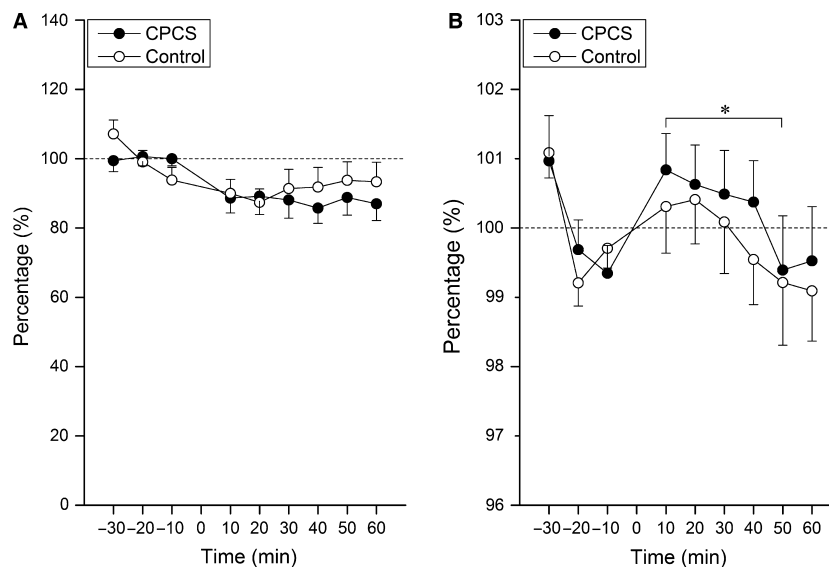 A
CPCS
Control
140
120
100
80
60
40
20
0
Percentage (%)
–30 –20 –10 0 10 20 30 40 50 60
Time (min)
B
CPCS
Control
*
103
102
101
100
99
98
97
96
Percentage (%)
–30 –20 –10 0 10 20 30 40 50 60
Time (min)